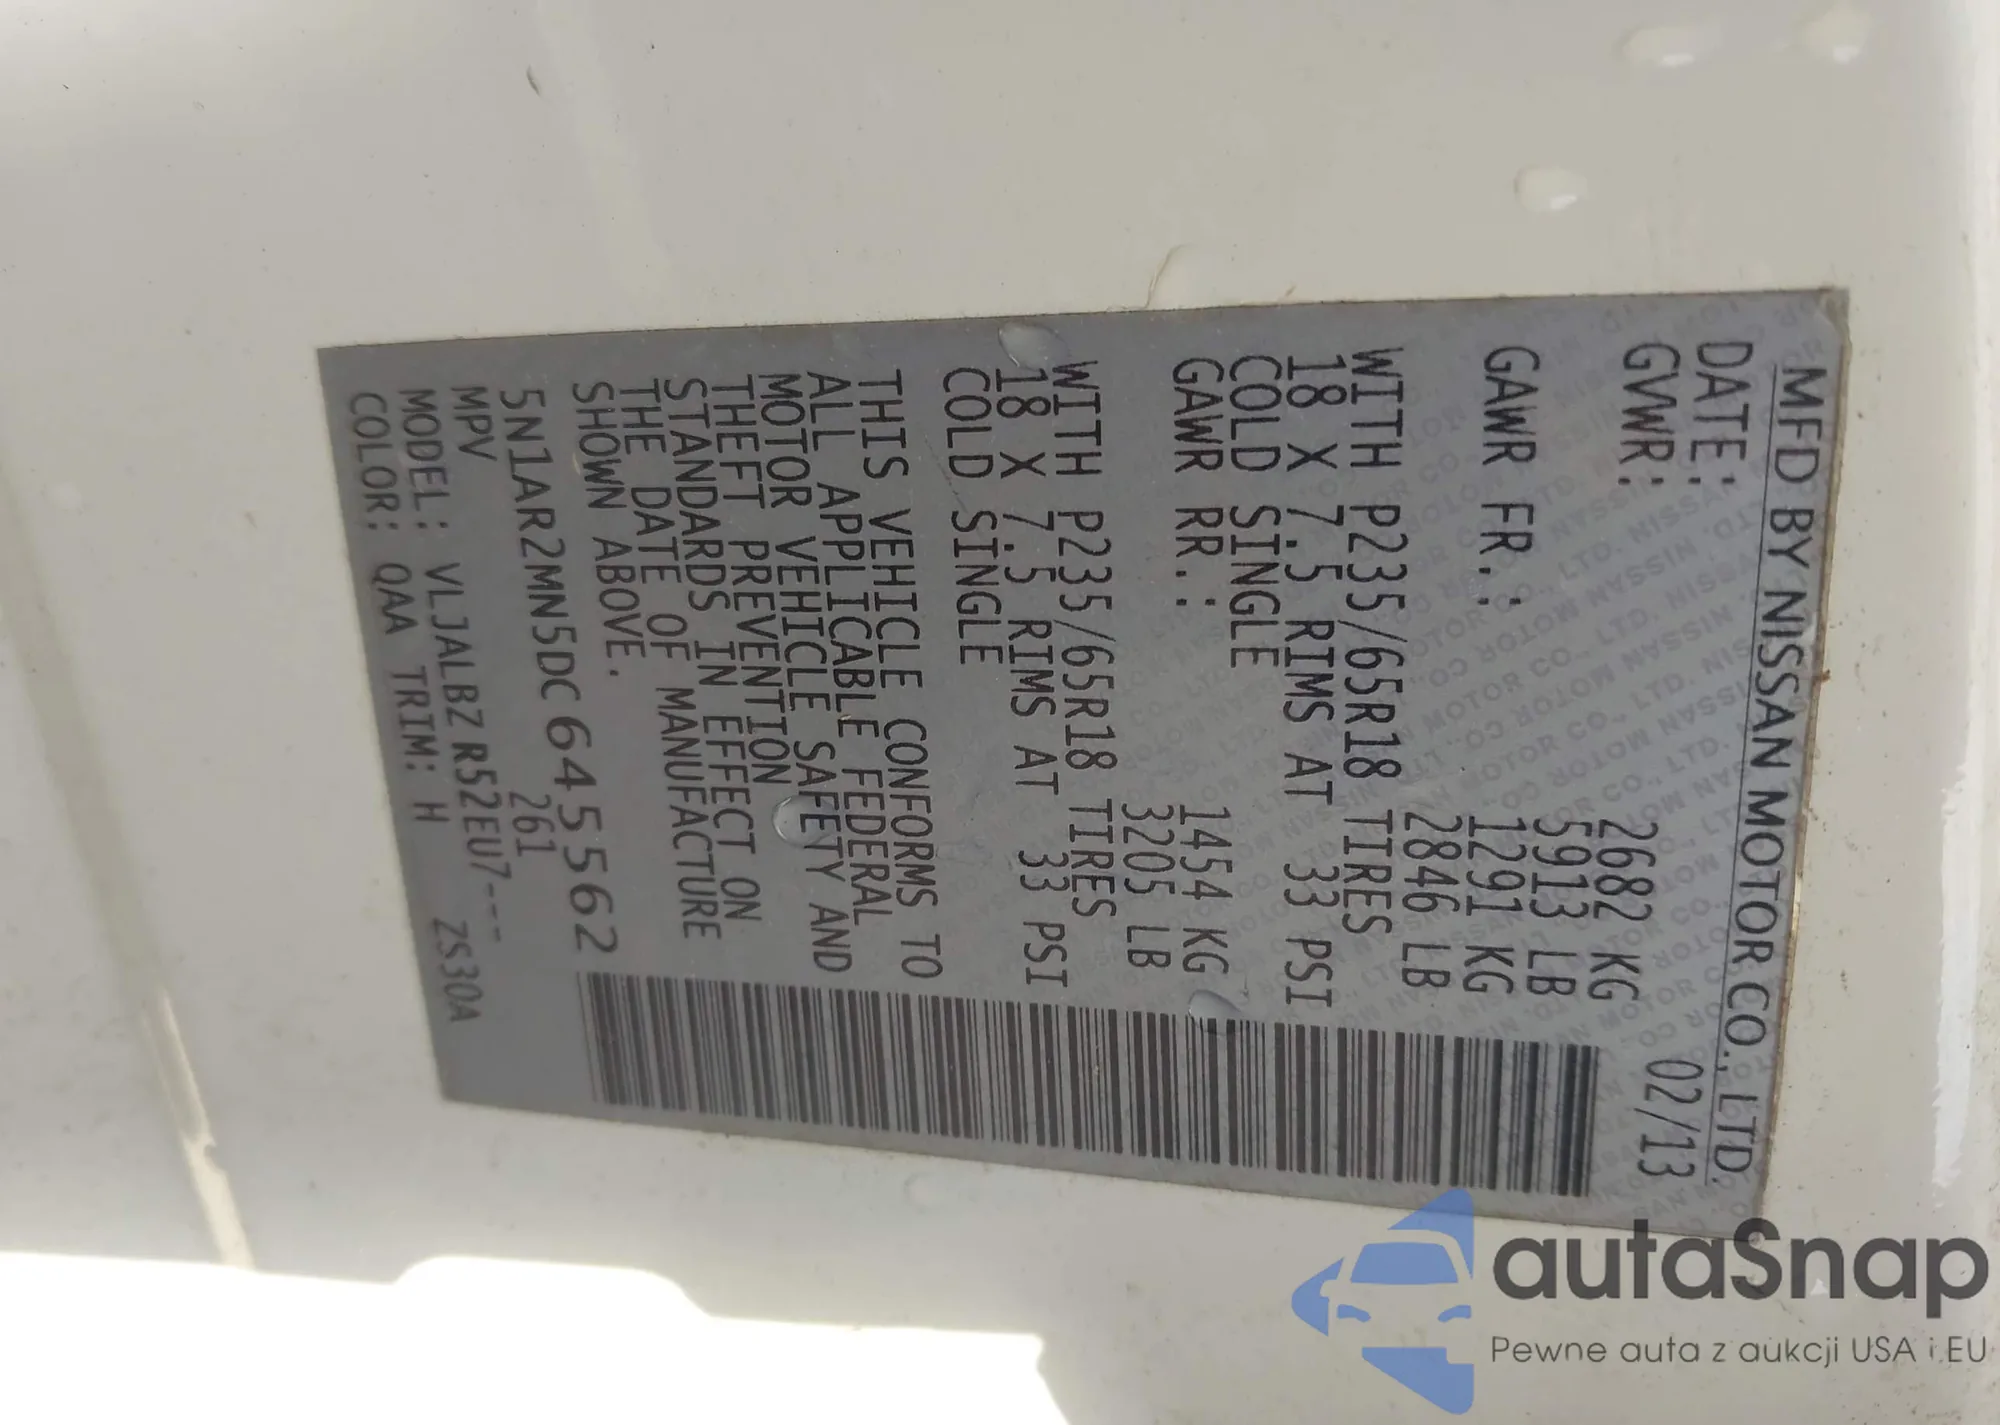 MFD BY NISSAN MOTOR CO., LTD.
DATE: 02/13
GVWR: 2682 KG
5913 LB
GAWR FR.: 1291 KG
2846 LB
WITH P235/65R18 TIRES
18 X 7.5 RIMS AT 33 PSI
COLD SINGLE
GAWR RR.: 1454 KG
3205 LB
WITH P235/65R18 TIRES
18 X 7.5 RIMS AT 33 PSI
COLD SINGLE
THIS VEHICLE CONFORMS TO
ALL APPLICABLE FEDERAL
MOTOR VEHICLE SAFETY AND
THEFT PREVENTION
STANDARDS IN EFFECT ON
THE DATE OF MANUFACTURE
SHOWN ABOVE.
5N1AR2MN5DC645562
MPV 261
MODEL: VLJALBZ R52EU7---
COLOR: QAA TRIM: H ZS30A
autaSnap
Pewne auta z aukcji USA i EU